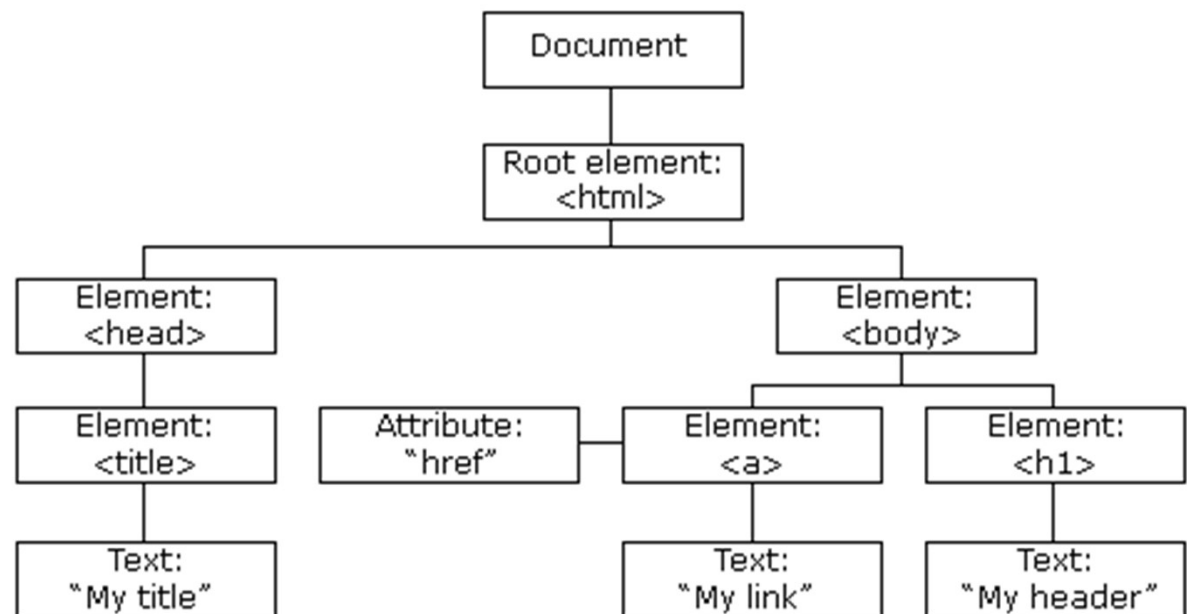 Document
Root element:
<html>
Element:
<head>
Element:
<body>
Element:
<title>
Attribute:
“href”
Element:
<a>
Element:
<h1>
Text:
“My title”
Text:
“My link”
Text:
“My header”